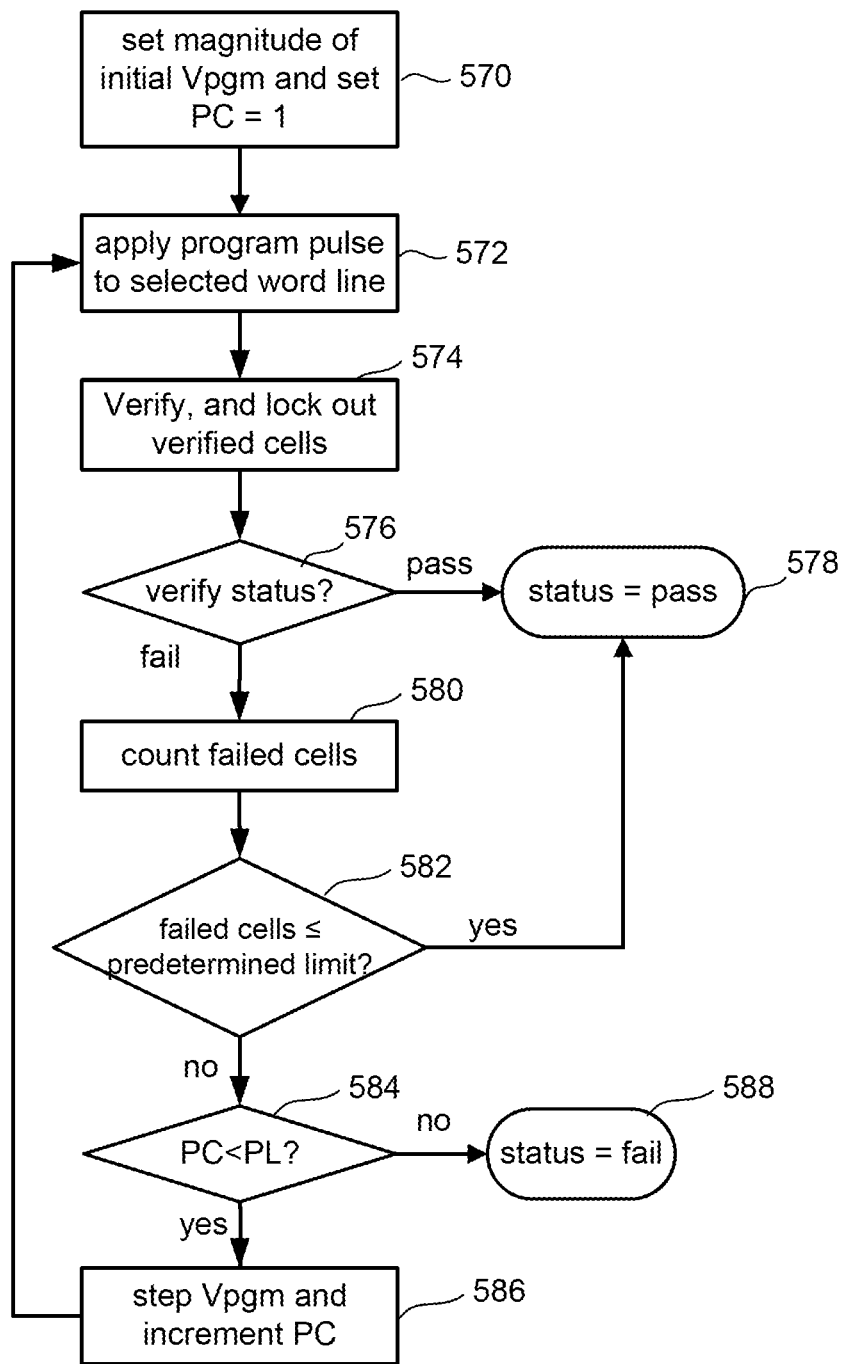 set magnitude of
initial Vpgm and set
PC = 1
570
apply program pulse
to selected word line
572
574
Verify, and lock out
verified cells
576
verify status?
pass
status = pass
578
fail
580
count failed cells
582
failed cells ≤
predetermined limit?
yes
no
584
588
PC<PL?
no
status = fail
yes
step Vpgm and
increment PC
586